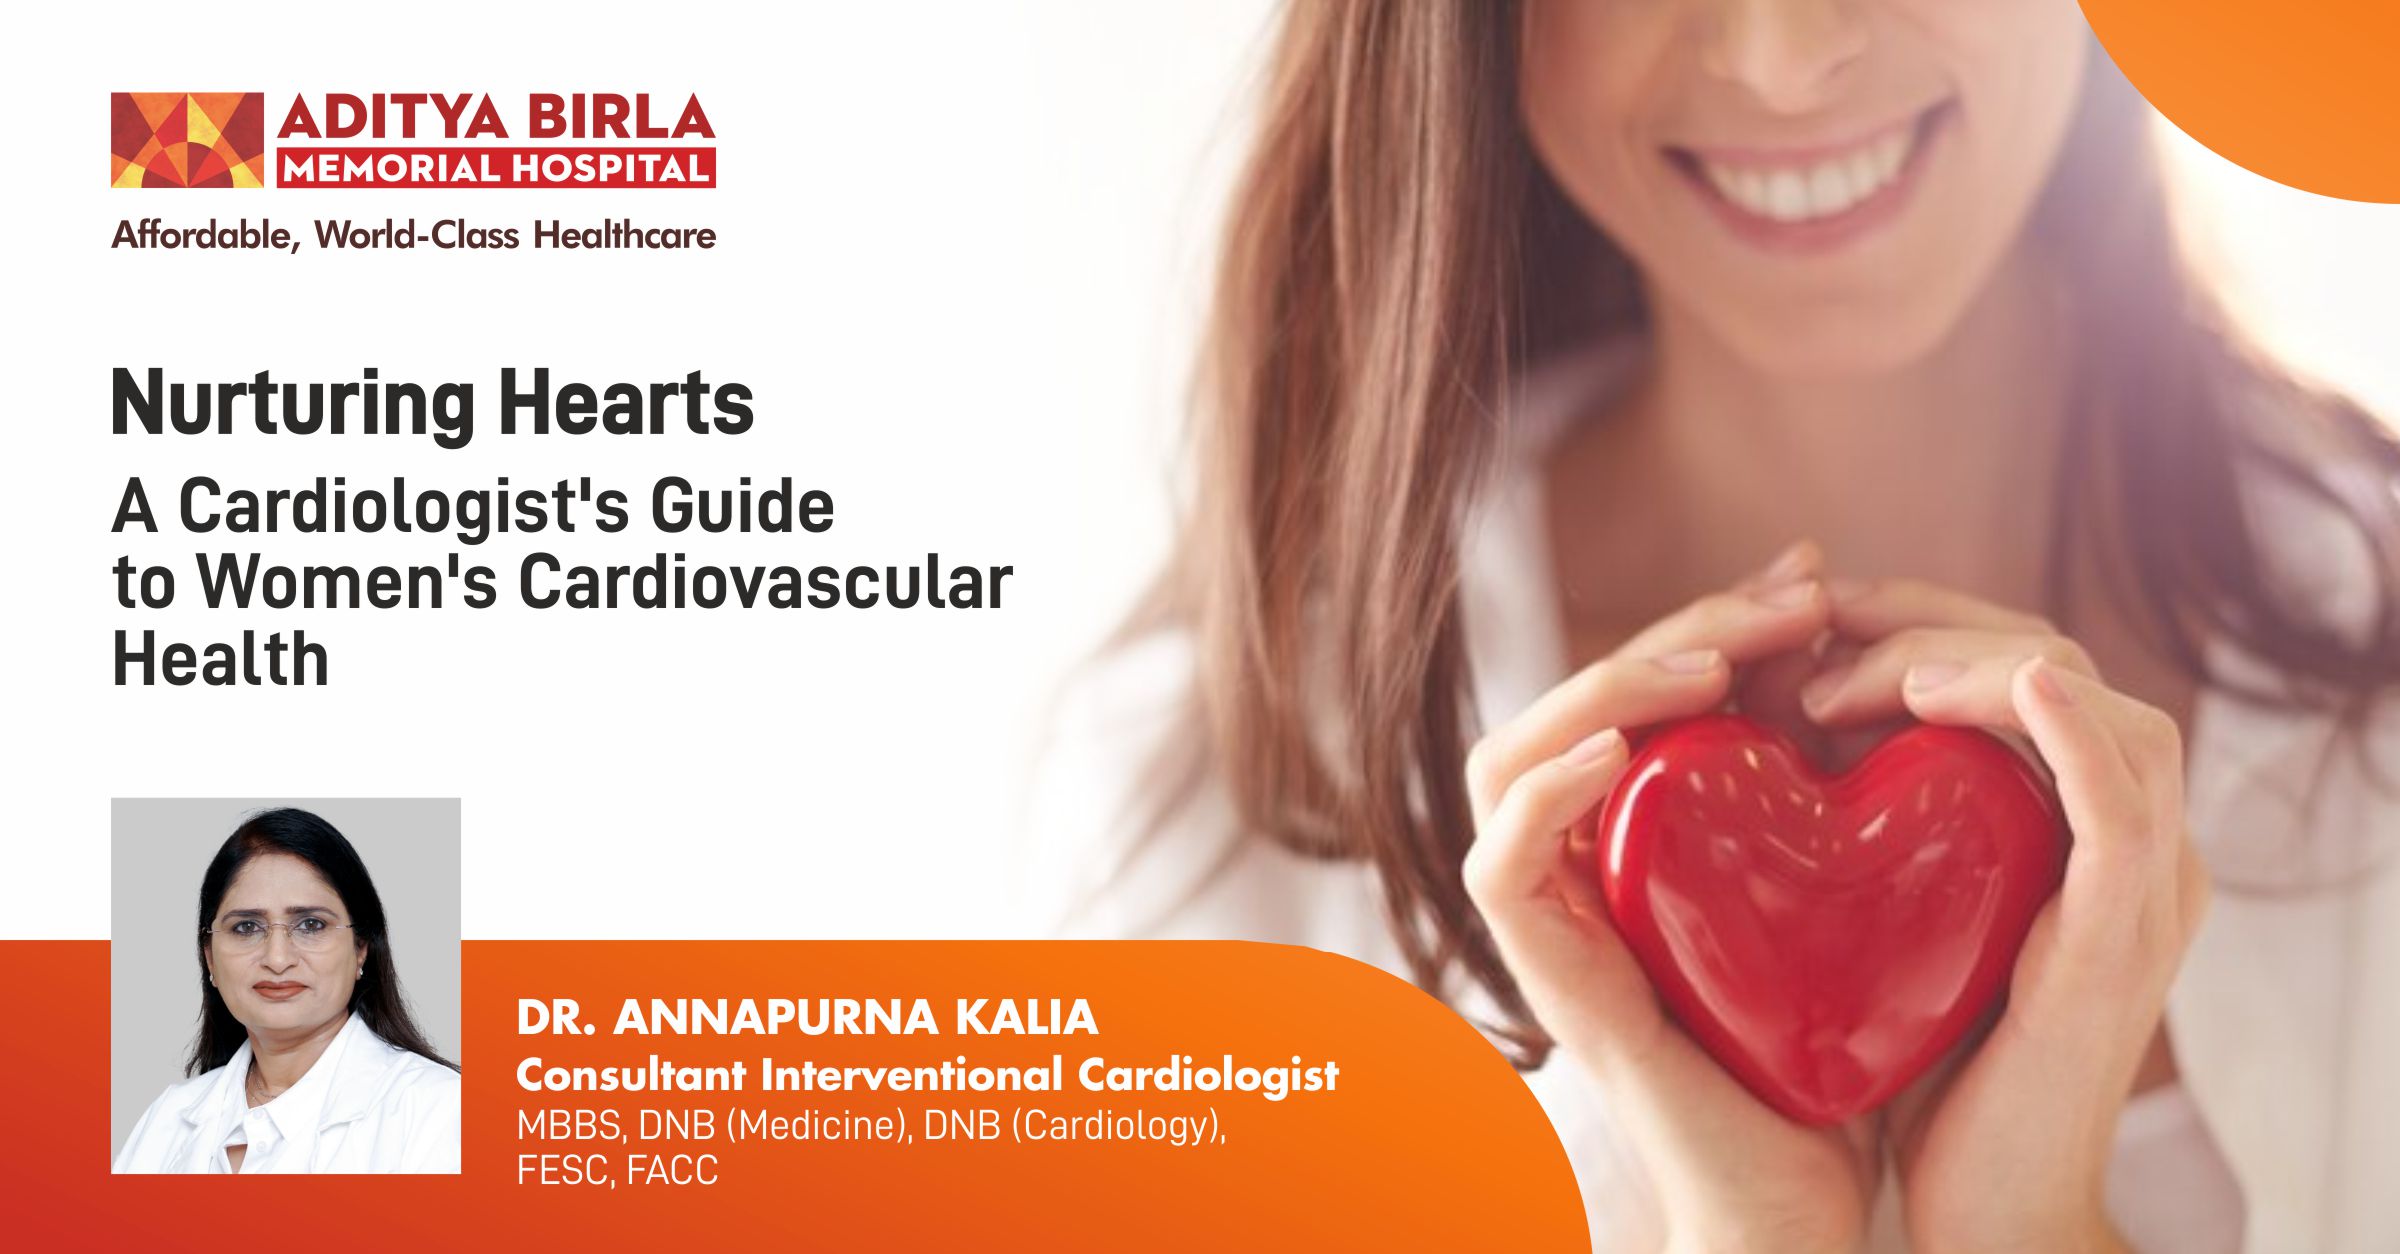 ADITYA BIRLA
MEMORIAL HOSPITAL
Affordable, World-Class Healthcare
Nurturing Hearts
A Cardiologist's Guide
to Women's Cardiovascular
Health
DR. ANNAPURNA KALIA
Consultant Interventional Cardiologist
MBBS, DNB (Medicine), DNB (Cardiology),
FESC, FACC